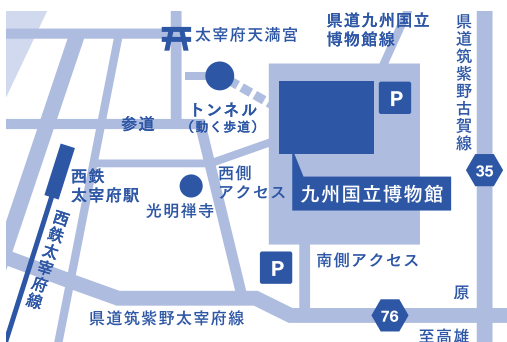 県道九州国立
博物館線
太宰府天満宮
県道筑紫野古賀線
P
トンネル
（動く歩道）
参道
35
西鉄
太宰府駅
西側
アクセス
九州国立博物館
光明禅寺
西鉄太宰府線
南側アクセス
P
原
県道筑紫野太宰府線
76
至高雄